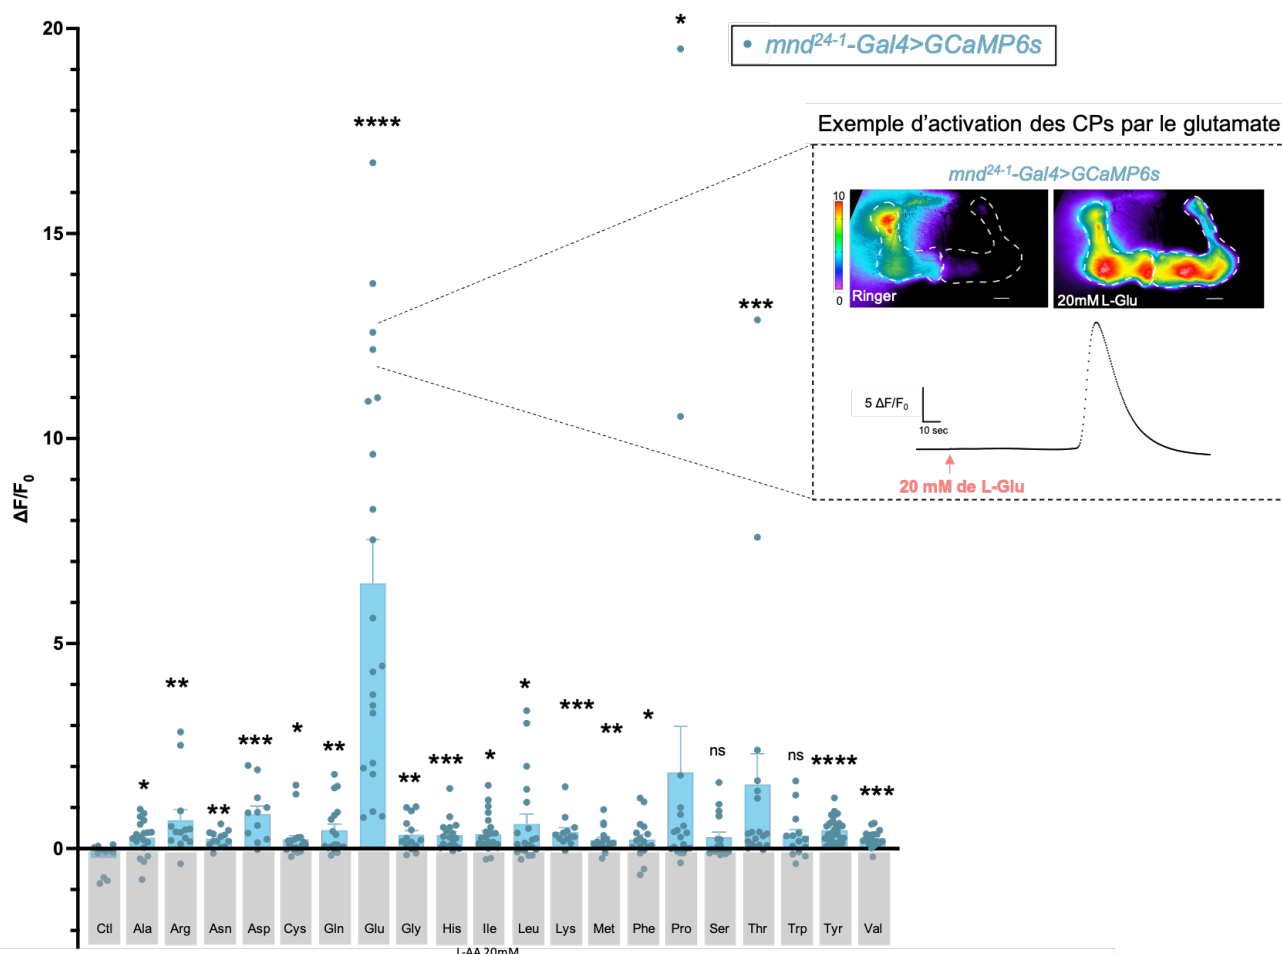 20
*
mnd24-1-Gal4>GCaMP6s
****
Exemple d'activation des CPs par le glutamate
mnd24-1-Gal4>GCaMP6s
10
0
Ringer
20mM L-Glu
5 ΔF/F0
10 sec
20 mM de L-Glu
15
***
10
ΔF/F0
5
0
*
**
**
***
*
**
**
***
*
*
***
**
*
ns
ns
****
***
Ctl Ala Arg Asn Asp Cys Gln Glu Gly His Ile Leu Lys Met Phe Pro Ser Thr Trp Tyr Val
L-AA 20mM